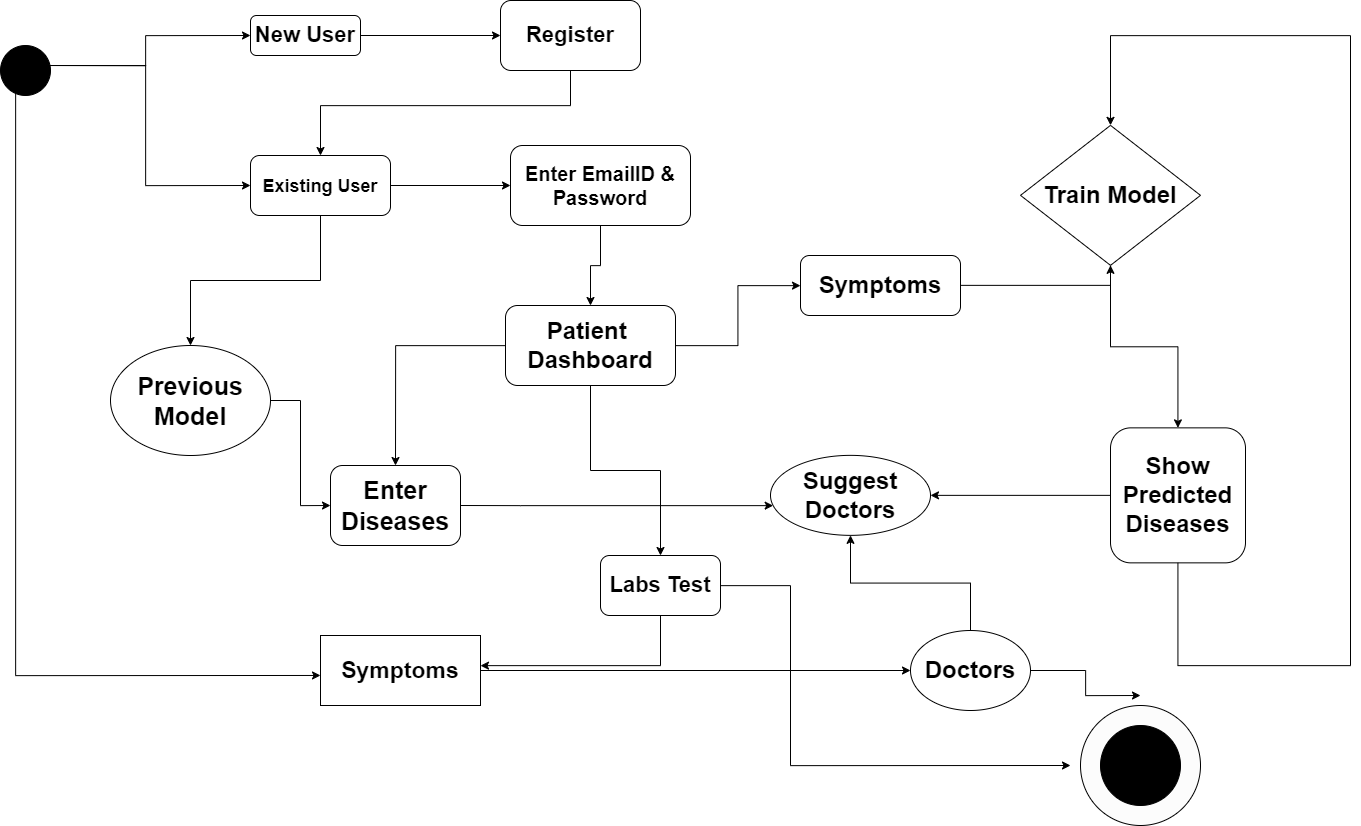 New User
Register
Existing User
Enter EmailID &
Password
Train Model
Symptoms
Patient
Dashboard
Previous
Model
Enter
Diseases
Suggest
Doctors
Show
Predicted
Diseases
Labs Test
Symptoms
Doctors